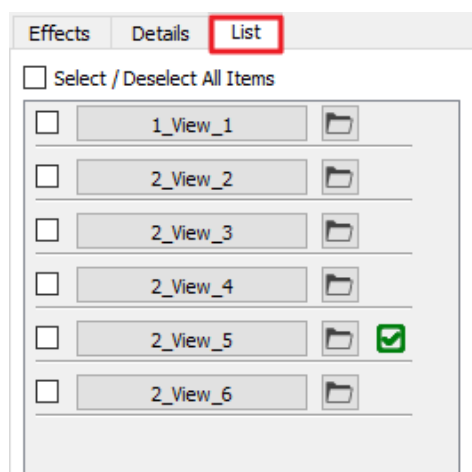 Effects Details List
Select / Deselect All Items
1_View_1
2_View_2
2_View_3
2_View_4
2_View_5
2_View_6